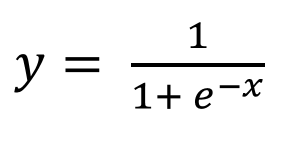 y = 1 / (1 + e^{-x})